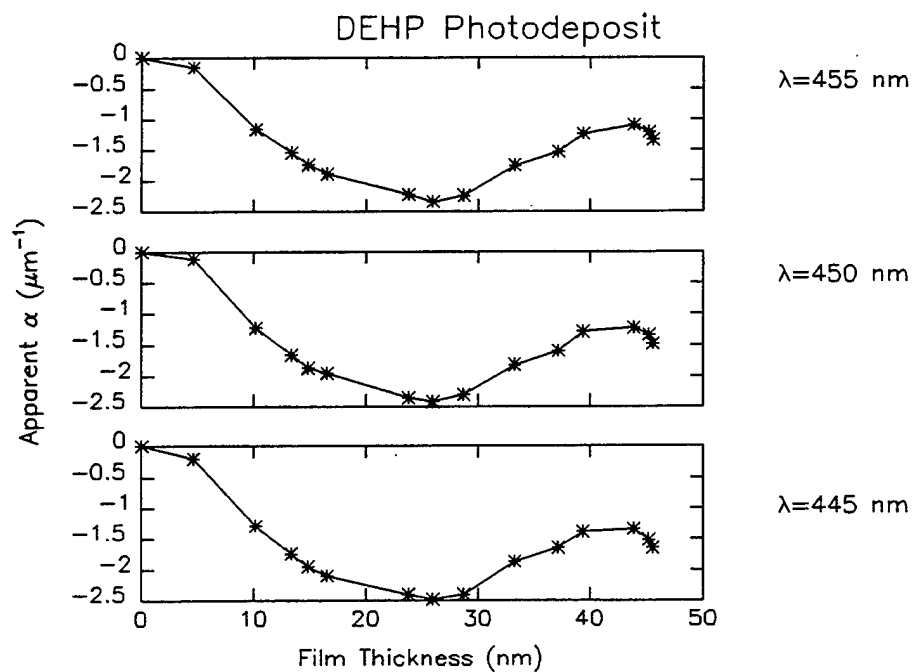 DEHP Photodeposit
0
-0.5
-1
-1.5
-2
-2.5
λ=455 nm
0
-0.5
-1
-1.5
-2
-2.5
λ=450 nm
0
-0.5
-1
-1.5
-2
-2.5
λ=445 nm
Apparent α (μm⁻¹)
0 10 20 30 40 50
Film Thickness (nm)